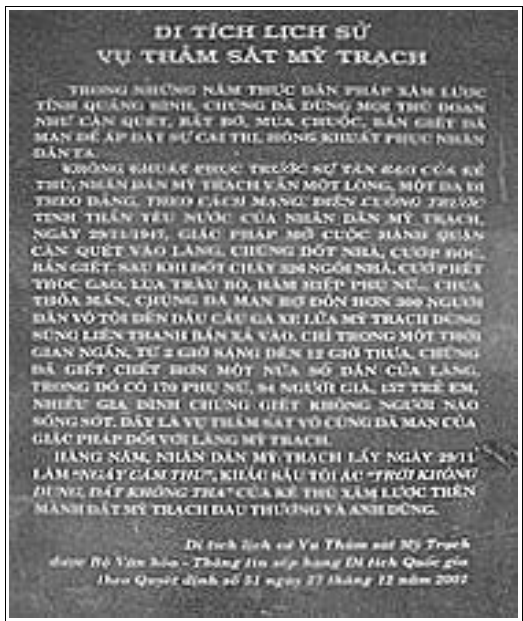 DI TÍCH LỊCH SỬ
VỤ THẢM SÁT MỸ TRẠCH
TRONG NHỮNG NĂM THỰC DÂN PHÁP XÂM LƯỢC
TỈNH QUẢNG BÌNH, CHÚNG ĐÃ DÙNG MỌI THỦ ĐOẠN
NHƯ CÀN QUÉT, BẮT BỚ, MUA CHUỘC, BẮN GIẾT DÃ
MAN ĐỂ ÁP ĐẶT SỰ CAI TRỊ, HÒNG KHUẤT PHỤC NHÂN
DÂN TA.
KHÔNG KHUẤT PHỤC TRƯỚC SỰ TÀN BẠO CỦA KẺ
THÙ, NHÂN DÂN MỸ TRẠCH VẪN MỘT LÒNG, MỘT DẠ ĐI
THEO ĐẢNG, THEO CÁCH MẠNG. ĐIÊN CUỒNG TRƯỚC
TINH THẦN YÊU NƯỚC CỦA NHÂN DÂN MỸ TRẠCH,
NGÀY 29/11/1947, GIẶC PHÁP MỞ CUỘC HÀNH QUÂN
CÀN QUÉT VÀO LÀNG. CHÚNG ĐỐT NHÀ, CƯỚP BÓC,
BẮN GIẾT. SAU KHI ĐỐT CHÁY 326 NGÔI NHÀ, CƯỚP HẾT
THÓC GẠO, LÙA TRÂU BÒ, HÃM HIẾP PHỤ NỮ... CHƯA
THỎA MÃN, CHÚNG DÃ MAN DỒN HƠN 300 NGƯỜI
DÂN VÔ TỘI ĐẾN ĐẦU CẦU GA XE LỬA MỸ TRẠCH DÙNG
SÚNG LIÊN THANH BẮN XẢ VÀO. CHỈ TRONG MỘT THỜI
GIAN NGẮN, TỪ 2 GIỜ SÁNG ĐẾN 12 GIỜ TRƯA, CHÚNG
ĐÃ GIẾT CHẾT HƠN MỘT NỬA SỐ DÂN CỦA LÀNG.
TRONG ĐÓ CÓ 170 PHỤ NỮ, NGƯỜI GIÀ, 157 TRẺ EM,
NHIỀU GIA ĐÌNH CHÚNG GIẾT KHÔNG NGƯỜI NÀO
SỐNG SÓT. ĐÂY LÀ VỤ THẢM SÁT VÔ CÙNG DÃ MAN CỦA
GIẶC PHÁP ĐỐI VỚI LÀNG MỸ TRẠCH.
HÀNG NĂM, NHÂN DÂN MỸ TRẠCH LẤY NGÀY 29/11
LÀM "NGÀY CĂM THÙ", KHẮC SÂU TỘI ÁC "TRỜI KHÔNG
DUNG, ĐẤT KHÔNG THA" CỦA KẺ THÙ XÂM LƯỢC TRÊN
MẢNH ĐẤT MỸ TRẠCH ĐAU THƯƠNG VÀ ANH DŨNG.
Di tích lịch sử Vụ Thảm sát Mỹ Trạch
được Bộ Văn hóa - Thông tin xếp hạng Di tích Quốc gia
theo Quyết định số 51 ngày 27 tháng 12 năm 2001